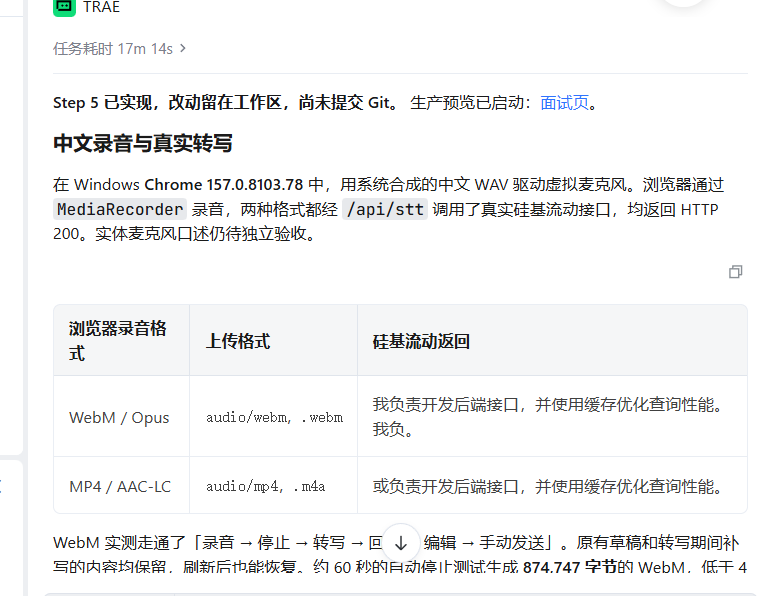 TRAE
任务耗时 17m 14s >
Step 5 已实现，改动留在工作区，尚未提交 Git。 生产预览已启动：面试页。
中文录音与真实转写
在 Windows Chrome 157.0.8103.78 中，用系统合成的中文 WAV 驱动虚拟麦克风。浏览器通过
MediaRecorder 录音，两种格式都经 /api/stt 调用了真实硅基流动接口，均返回 HTTP
200。实体麦克风口述仍待独立验收。
浏览器录音格
式
上传格式
硅基流动返回
WebM / Opus
audio/webm，.webm
我负责开发后端接口，并使用缓存优化查询性能。
我负。
MP4 / AAC-LC
audio/mp4，.m4a
或负责开发后端接口，并使用缓存优化查询性能。
WebM 实测走通了「录音 → 停止 → 转写 → 回 编辑 → 手动发送」。原有草稿和转写期间补
写的内容均保留，刷新后也能恢复。约 60 秒的自动停止测试生成 874,747 字节的 WebM，低于 4